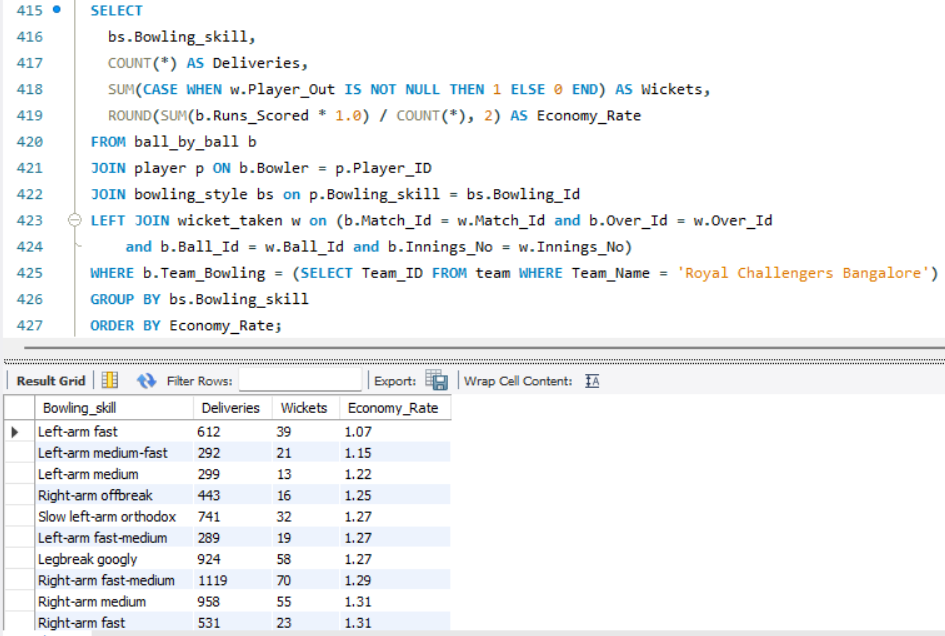 415 SELECT
416 bs.Bowling_skill,
417 COUNT(*) AS Deliveries,
418 SUM(CASE WHEN w.Player_Out IS NOT NULL THEN 1 ELSE 0 END) AS Wickets,
419 ROUND(SUM(b.Runs_Scored * 1.0) / COUNT(*), 2) AS Economy_Rate
420 FROM ball_by_ball b
421 JOIN player p ON b.Bowler = p.Player_ID
422 JOIN bowling_style bs on p.Bowling_skill = bs.Bowling_Id
423 LEFT JOIN wicket_taken w on (b.Match_Id = w.Match_Id and b.Over_Id = w.Over_Id
424 and b.Ball_Id = w.Ball_Id and b.Innings_No = w.Innings_No)
425 WHERE b.Team_Bowling = (SELECT Team_ID FROM team WHERE Team_Name = 'Royal Challengers Bangalore')
426 GROUP BY bs.Bowling_skill
427 ORDER BY Economy_Rate;
Result Grid Filter Rows: Export: Wrap Cell Content: IA
Bowling_skill Deliveries Wickets Economy_Rate
Left-arm fast 612 39 1.07
Left-arm medium-fast 292 21 1.15
Left-arm medium 299 13 1.22
Right-arm offbreak 443 16 1.25
Slow left-arm orthodox 741 32 1.27
Left-arm fast-medium 289 19 1.27
Legbreak googly 924 58 1.27
Right-arm fast-medium 1119 70 1.29
Right-arm medium 958 55 1.31
Right-arm fast 531 23 1.31